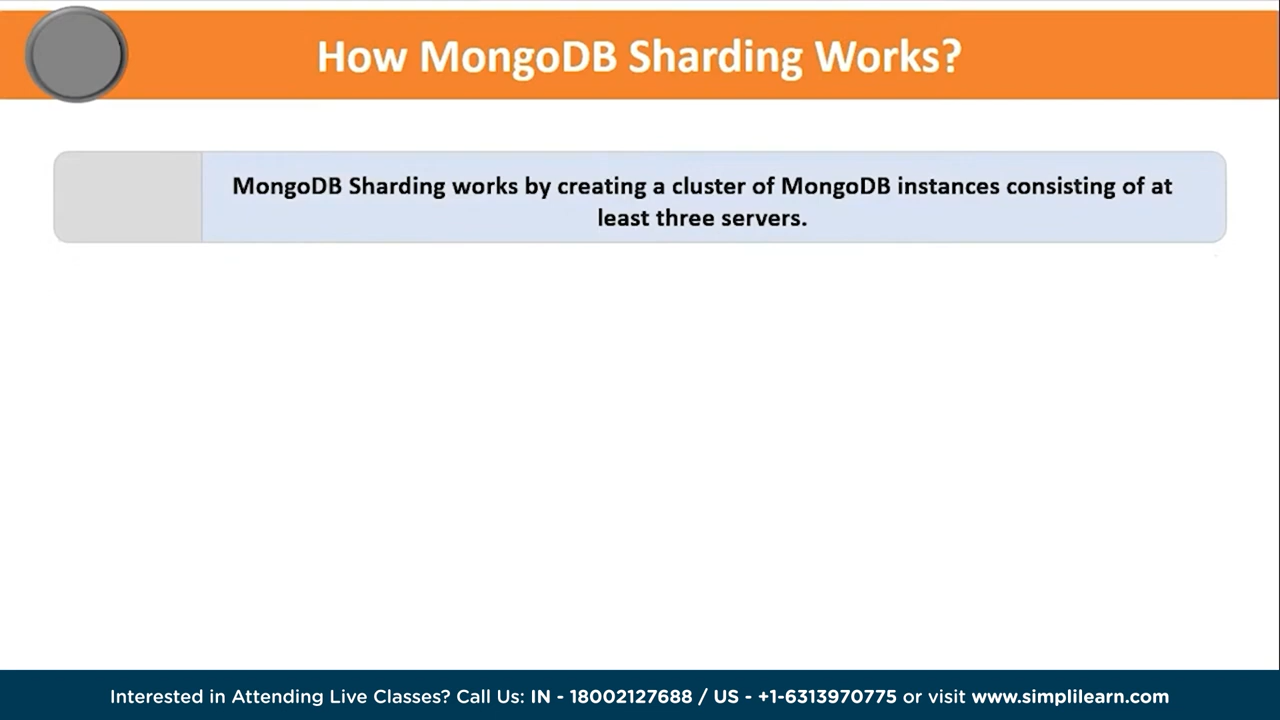 How MongoDB Sharding Works?
MongoDB Sharding works by creating a cluster of MongoDB instances consisting of at
least three servers.
Interested in Attending Live Classes? Call Us: IN - 18002127688 / US - +1-6313970775 or visit www.simplilearn.com